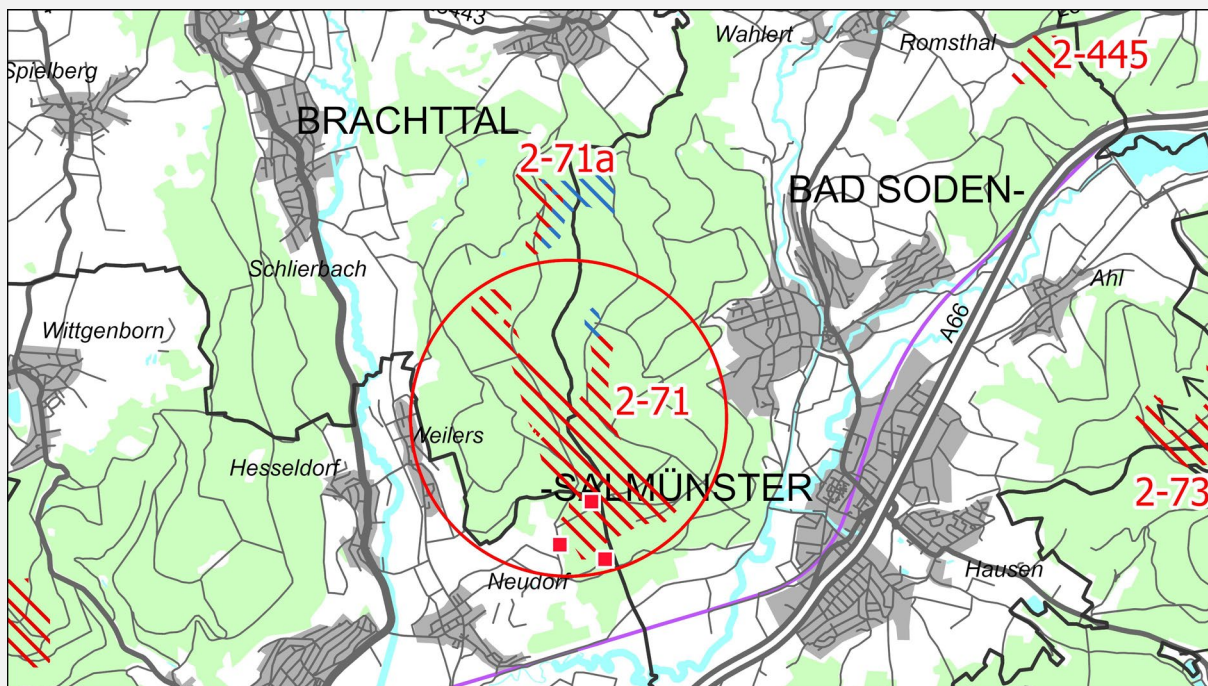 Wahlert
Romsthal
2-445
Spielberg
BRACHTTAL
2-71a
BAD SODEN-
Schlierbach
Ahl
Wittgenborn
A66
2-71
Weilers
Hesseldorf
-SALMÜNSTER
2-73
Neudorf
Hausen